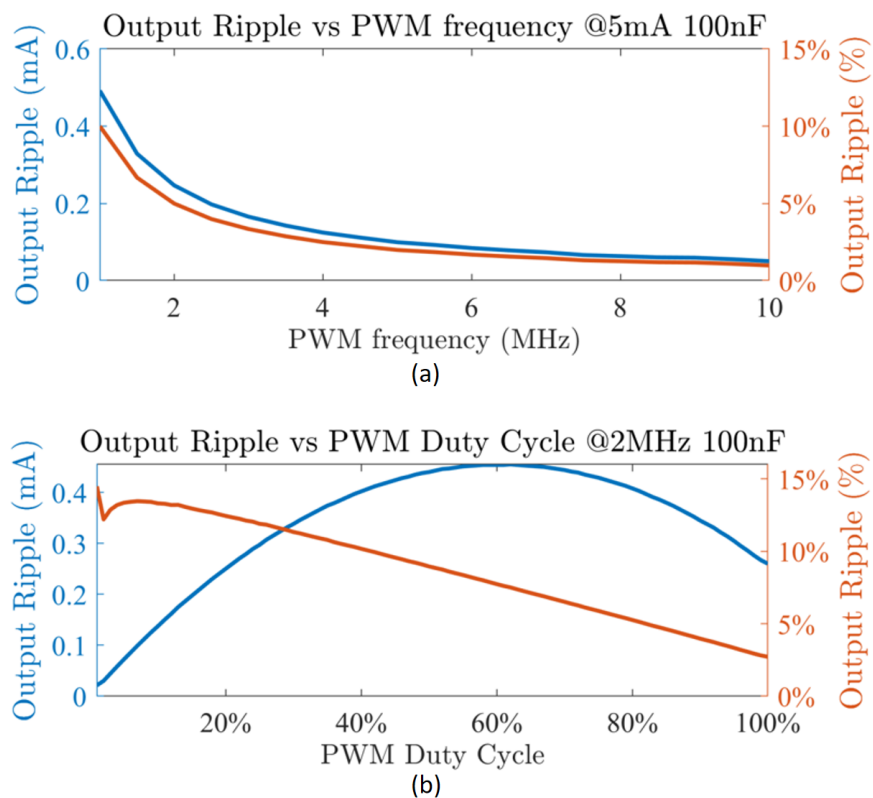 Output Ripple vs PWM frequency @5mA 100nF
Output Ripple (mA)
0.6
0.4
0.2
0
15%
10%
5%
0%
Output Ripple (%)
2 4 6 8 10
PWM frequency (MHz)
(a)
Output Ripple vs PWM Duty Cycle @2MHz 100nF
Output Ripple (mA)
0.4
0.3
0.2
0.1
0
15%
10%
5%
0%
Output Ripple (%)
20% 40% 60% 80% 100%
PWM Duty Cycle
(b)